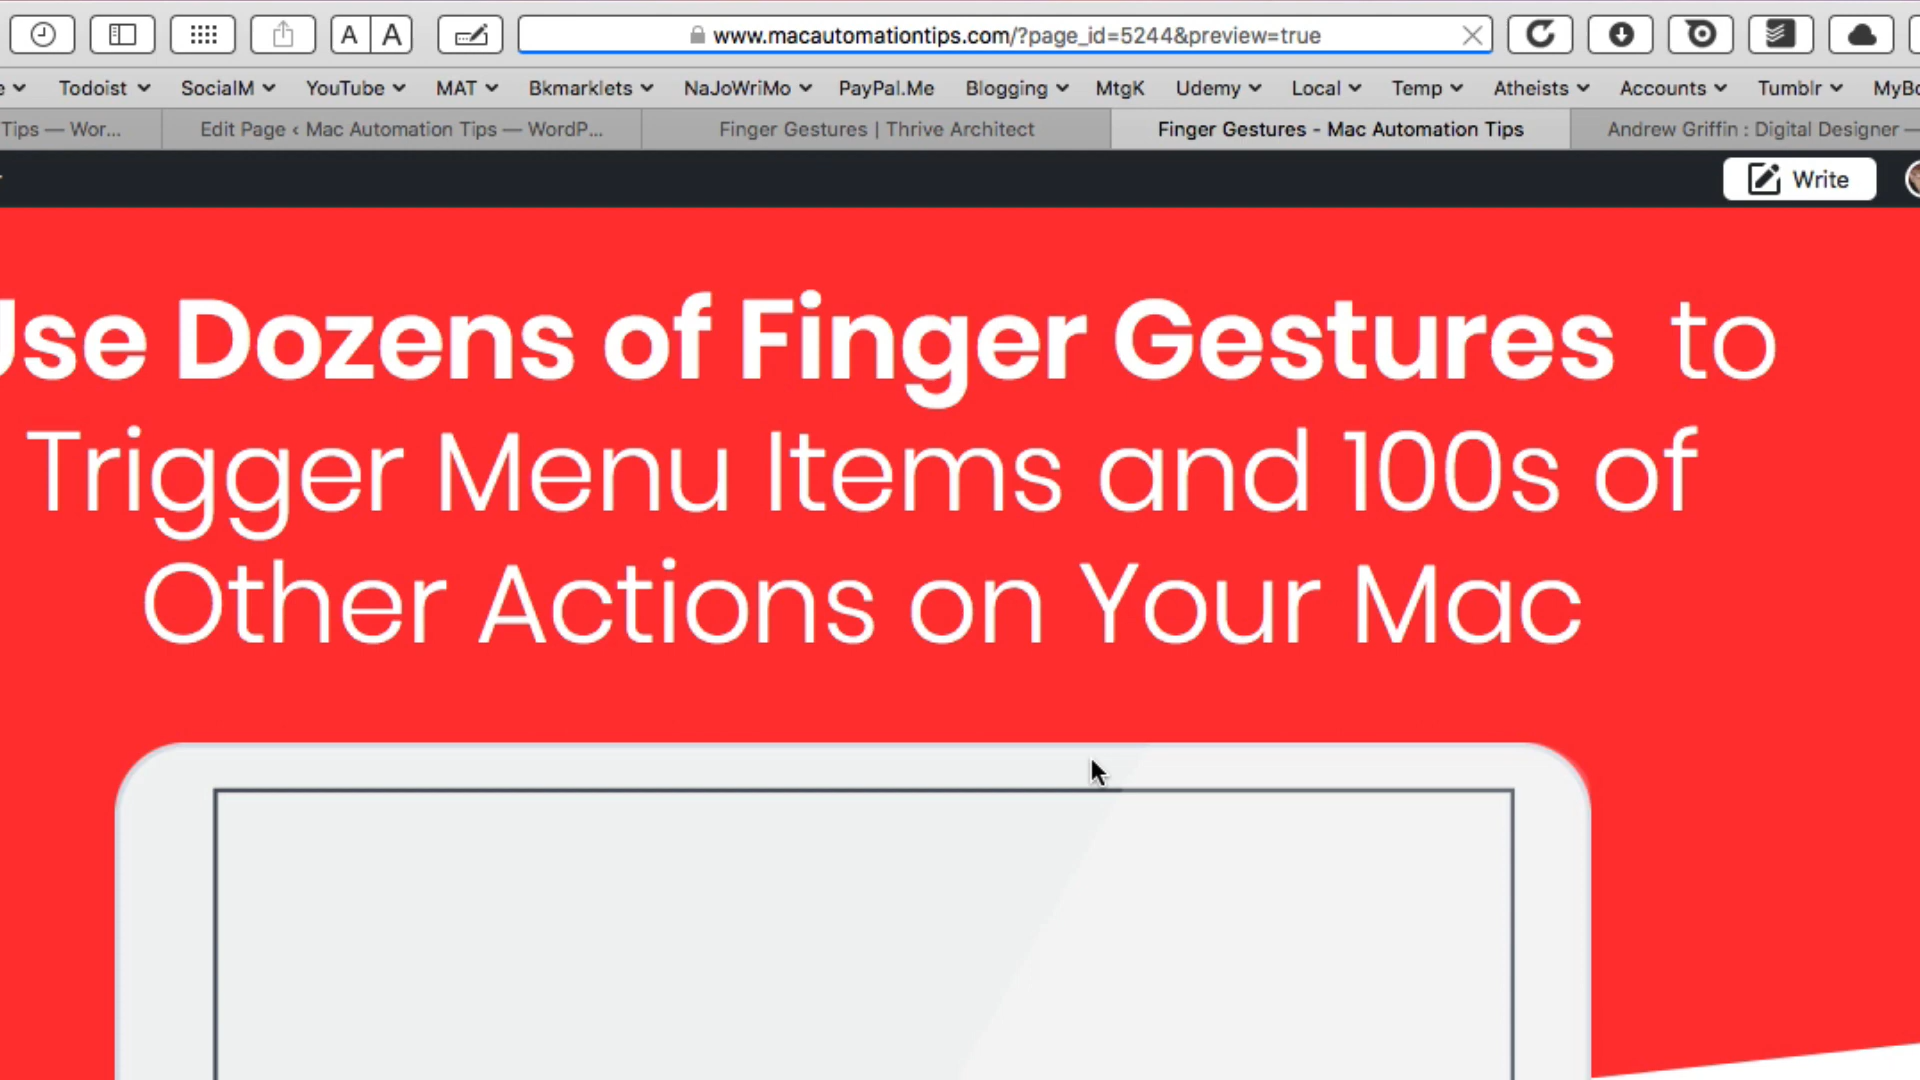 A A www.macautomationtips.com/?page_id=5244&preview=true
e Todoist SocialM YouTube MAT Bkmarklets NaJoWriMo PayPal.Me Blogging MtgK Udemy Local Temp Atheists Accounts Tumblr MyBo
Tips — Wor... Edit Page ‹ Mac Automation Tips — WordP... Finger Gestures | Thrive Architect Finger Gestures - Mac Automation Tips Andrew Griffin : Digital Designer —
Write
Use Dozens of Finger Gestures to
Trigger Menu Items and 100s of
Other Actions on Your Mac